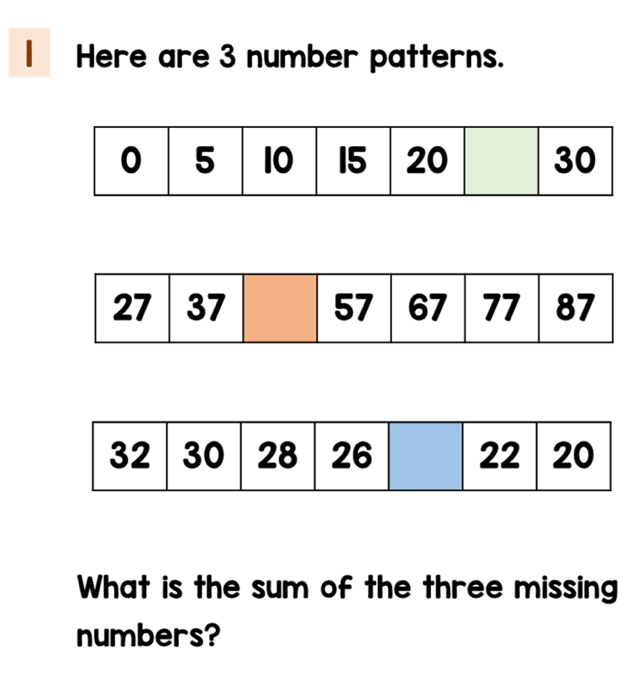 1 Here are 3 number patterns.
0 5 10 15 20 30
27 37 57 67 77 87
32 30 28 26 22 20
What is the sum of the three missing
numbers?